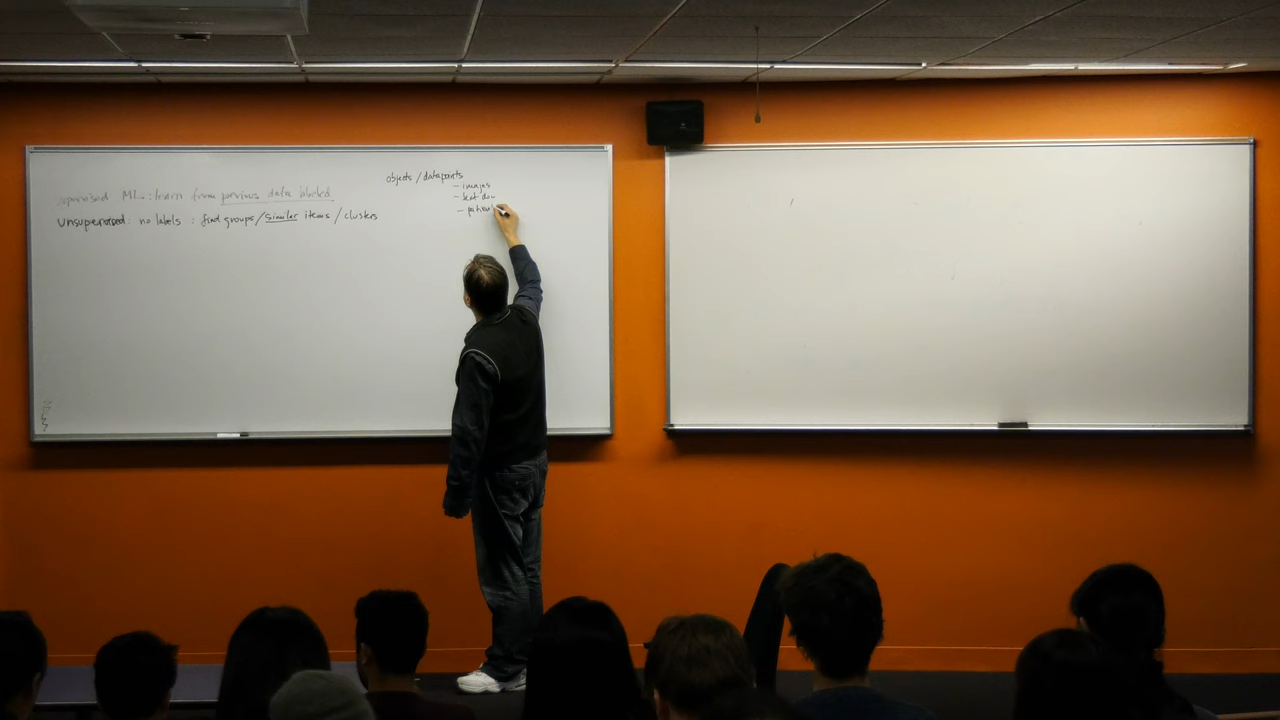 supervised ML: learn from previous data labeled
unsupervised: no labels : find groups/similar items/clusters
objects/datapoints
- images
- text doc
- patient